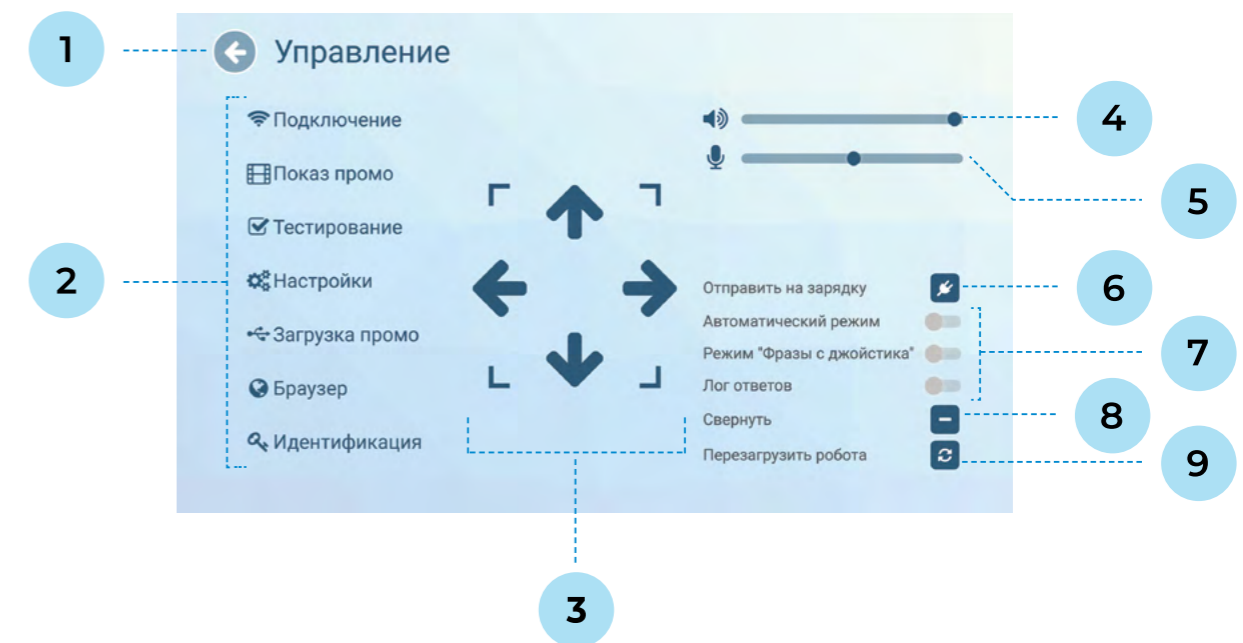 1
Управление
Подключение
4
Показ промо
5
Тестирование
2
Настройки
Отправить на зарядку
6
Автоматический режим
Загрузка промо
Режим "Фразы с джойстика"
7
Лог ответов
Браузер
Свернуть
8
Идентификация
Перезагрузить робота
9
3